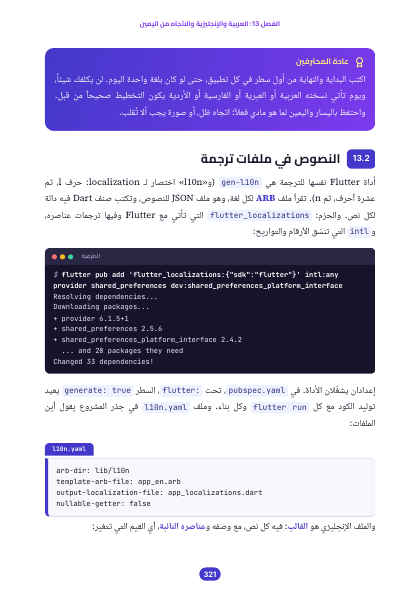 الفصل 13: العربية والإنجليزية والاتجاه من اليمين
عادة المحترفين
اكتب البداية والنهاية من أول سطر في كل تطبيق، حتى لو كان بلغة واحدة اليوم. لن يكلفك شيئاً،
ويوم تأتي نسخته العربية أو العبرية أو الفارسية أو الأردية يكون التخطيط صحيحاً من قبل.
واحتفظ باليسار واليمين لما هو مادي فعلاً: اتجاه ظل، أو صورة يجب ألا تُقلب.
13.2 النصوص في ملفات ترجمة
أداة Flutter نفسها للترجمة هي gen-l10n (و«l10n» اختصار لـ localization: حرف l، ثم
عشرة أحرف، ثم n). تقرأ ملف ARB لكل لغة، وهو ملف JSON للنصوص، وتكتب صنف Dart فيه دالة
لكل نص. والحزم: flutter_localizations التي تأتي مع Flutter وفيها ترجمات عناصره،
و intl التي تنسّق الأرقام والتواريخ:
الطرفية
$ flutter pub add 'flutter_localizations:{"sdk":"flutter"}' intl:any
provider shared_preferences dev:shared_preferences_platform_interface
Resolving dependencies...
Downloading packages...
+ provider 6.1.5+1
+ shared_preferences 2.5.6
+ shared_preferences_platform_interface 2.4.2
... and 28 packages they need
Changed 33 dependencies!
إعدادان يشغّلان الأداة. في pubspec.yaml، تحت flutter:، السطر generate: true يعيد
توليد الكود مع كل flutter run وكل بناء. وملف l10n.yaml في جذر المشروع يقول أين
الملفات:
l10n.yaml
arb-dir: lib/l10n
template-arb-file: app_en.arb
output-localization-file: app_localizations.dart
nullable-getter: false
والملف الإنجليزي هو القالب: فيه كل نص، مع وصفه وعناصره النائبة، أي القيم التي تتغير:
321